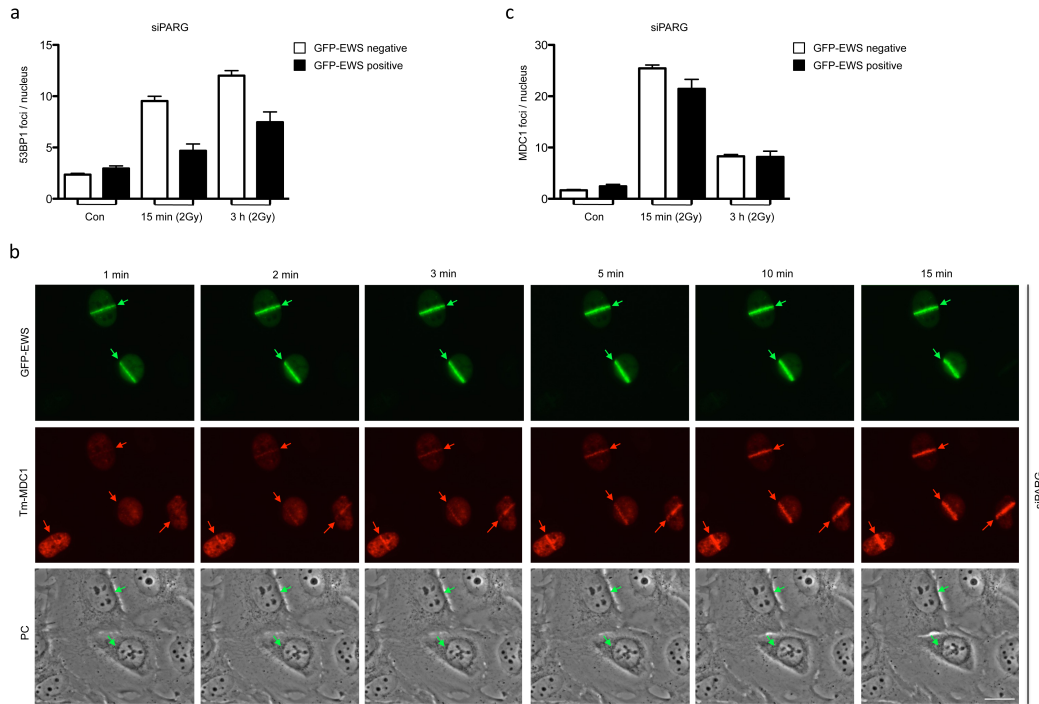 a
siPARG
53BP1 foci / nucleus
15
10
5
0
Con
15 min (2Gy)
3 h (2Gy)
GFP-EWS negative
GFP-EWS positive
c
siPARG
MDC1 foci / nucleus
30
20
10
0
Con
15 min (2Gy)
3 h (2Gy)
GFP-EWS negative
GFP-EWS positive
b
1 min
2 min
3 min
5 min
10 min
15 min
GFP-EWS
Tm-MDC1
PC
siPARG